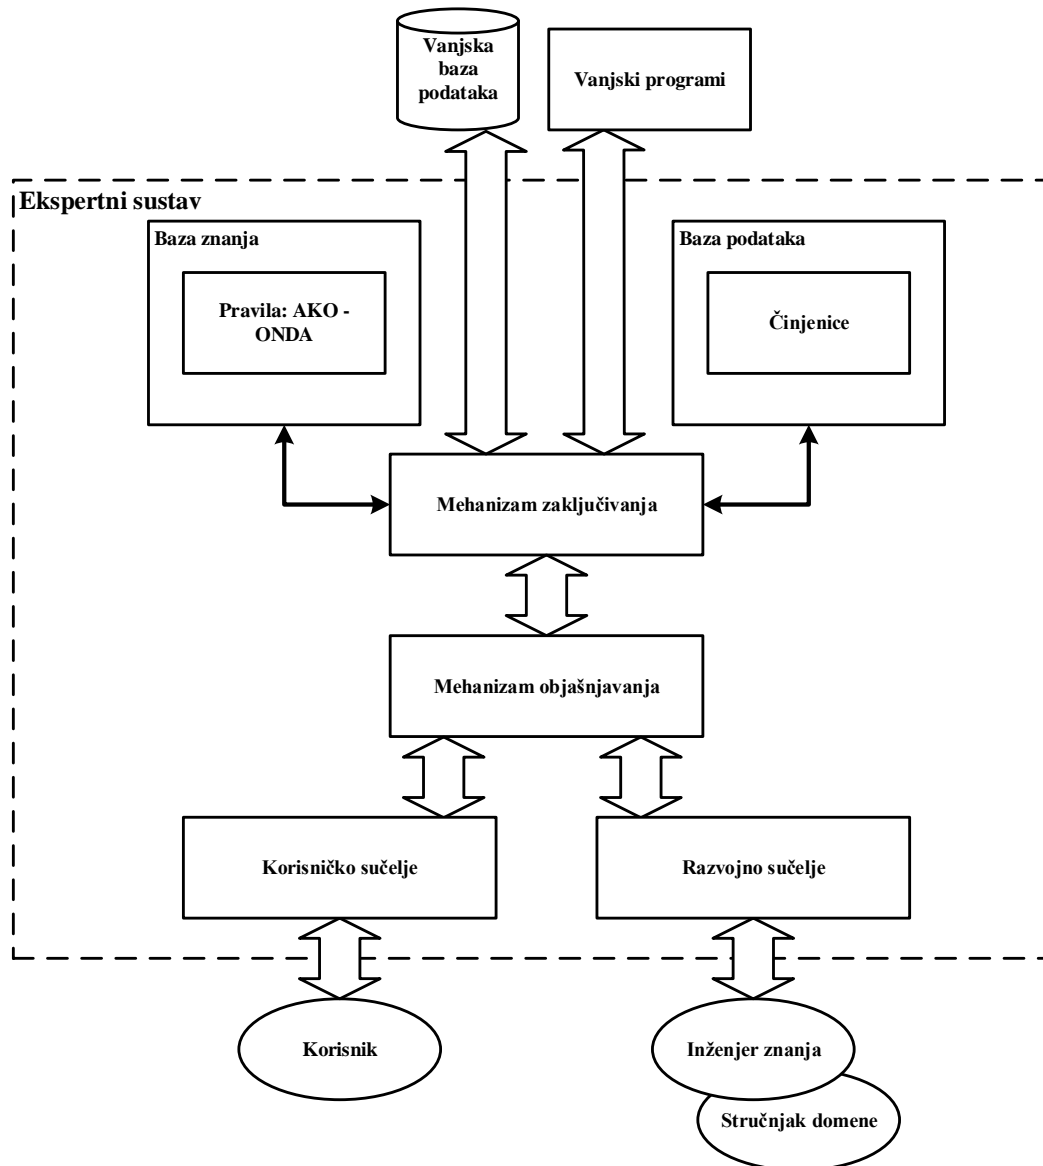 Vanjska
baza
podataka
Vanjski programi
Ekspertni sustav
Baza znanja
Pravila: AKO -
ONDA
Baza podataka
Činjenice
Mehanizam zaključivanja
Mehanizam objašnjavanja
Korisničko sučelje
Razvojno sučelje
Korisnik
Inženjer znanja
Stručnjak domene